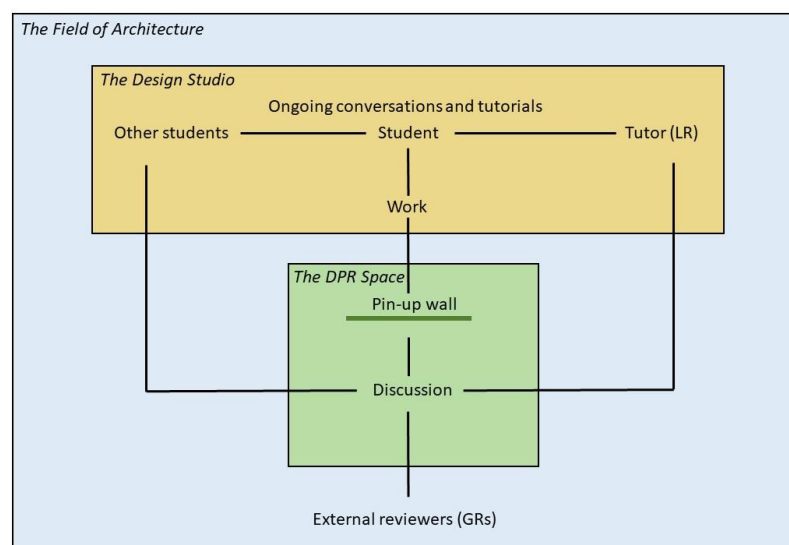 The Field of Architecture
The Design Studio
Ongoing conversations and tutorials
Other students
Student
Tutor (LR)
Work
The DPR Space
Pin-up wall
Discussion
External reviewers (GRs)